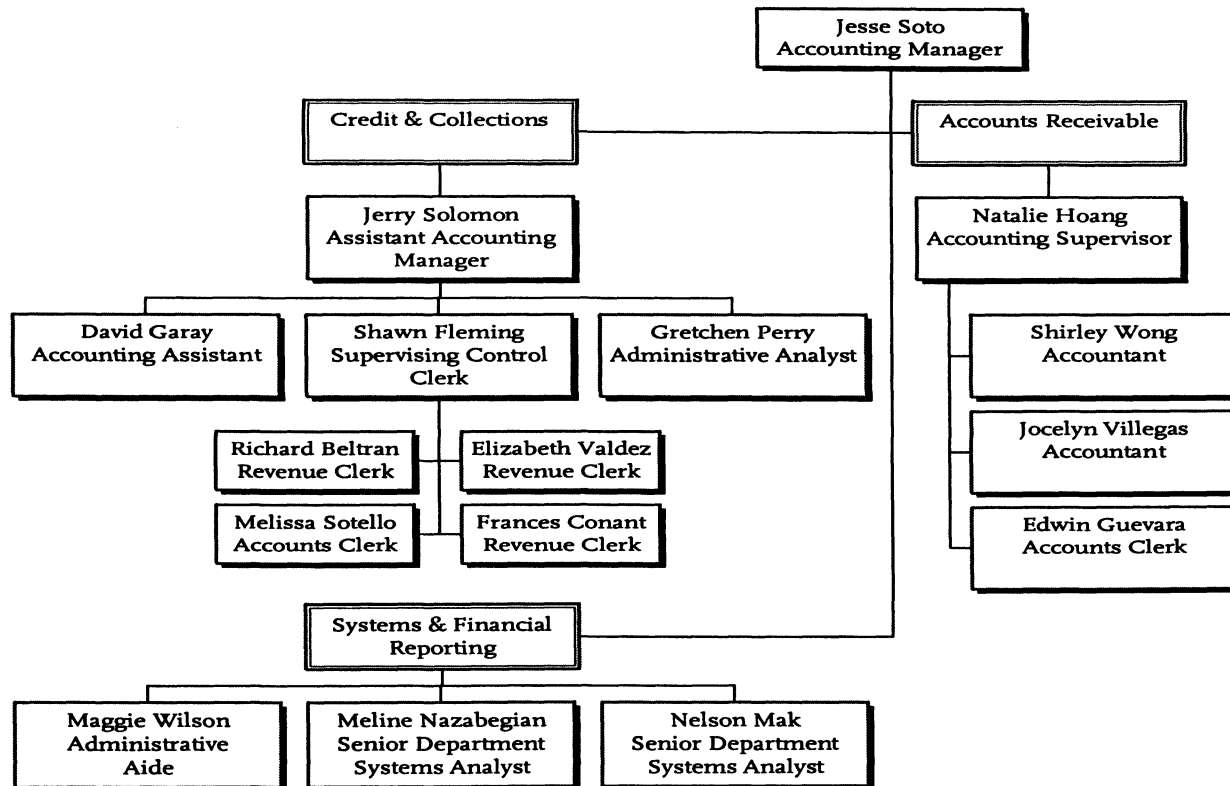 Jesse Soto
Accounting Manager
Credit & Collections
Accounts Receivable
Jerry Solomon
Assistant Accounting
Manager
Natalie Hoang
Accounting Supervisor
David Garay
Accounting Assistant
Shawn Fleming
Supervising Control
Clerk
Gretchen Perry
Administrative Analyst
Shirley Wong
Accountant
Jocelyn Villegas
Accountant
Edwin Guevara
Accounts Clerk
Richard Beltran
Revenue Clerk
Elizabeth Valdez
Revenue Clerk
Melissa Sotello
Accounts Clerk
Frances Conant
Revenue Clerk
Systems & Financial
Reporting
Maggie Wilson
Administrative
Aide
Meline Nazabegian
Senior Department
Systems Analyst
Nelson Mak
Senior Department
Systems Analyst